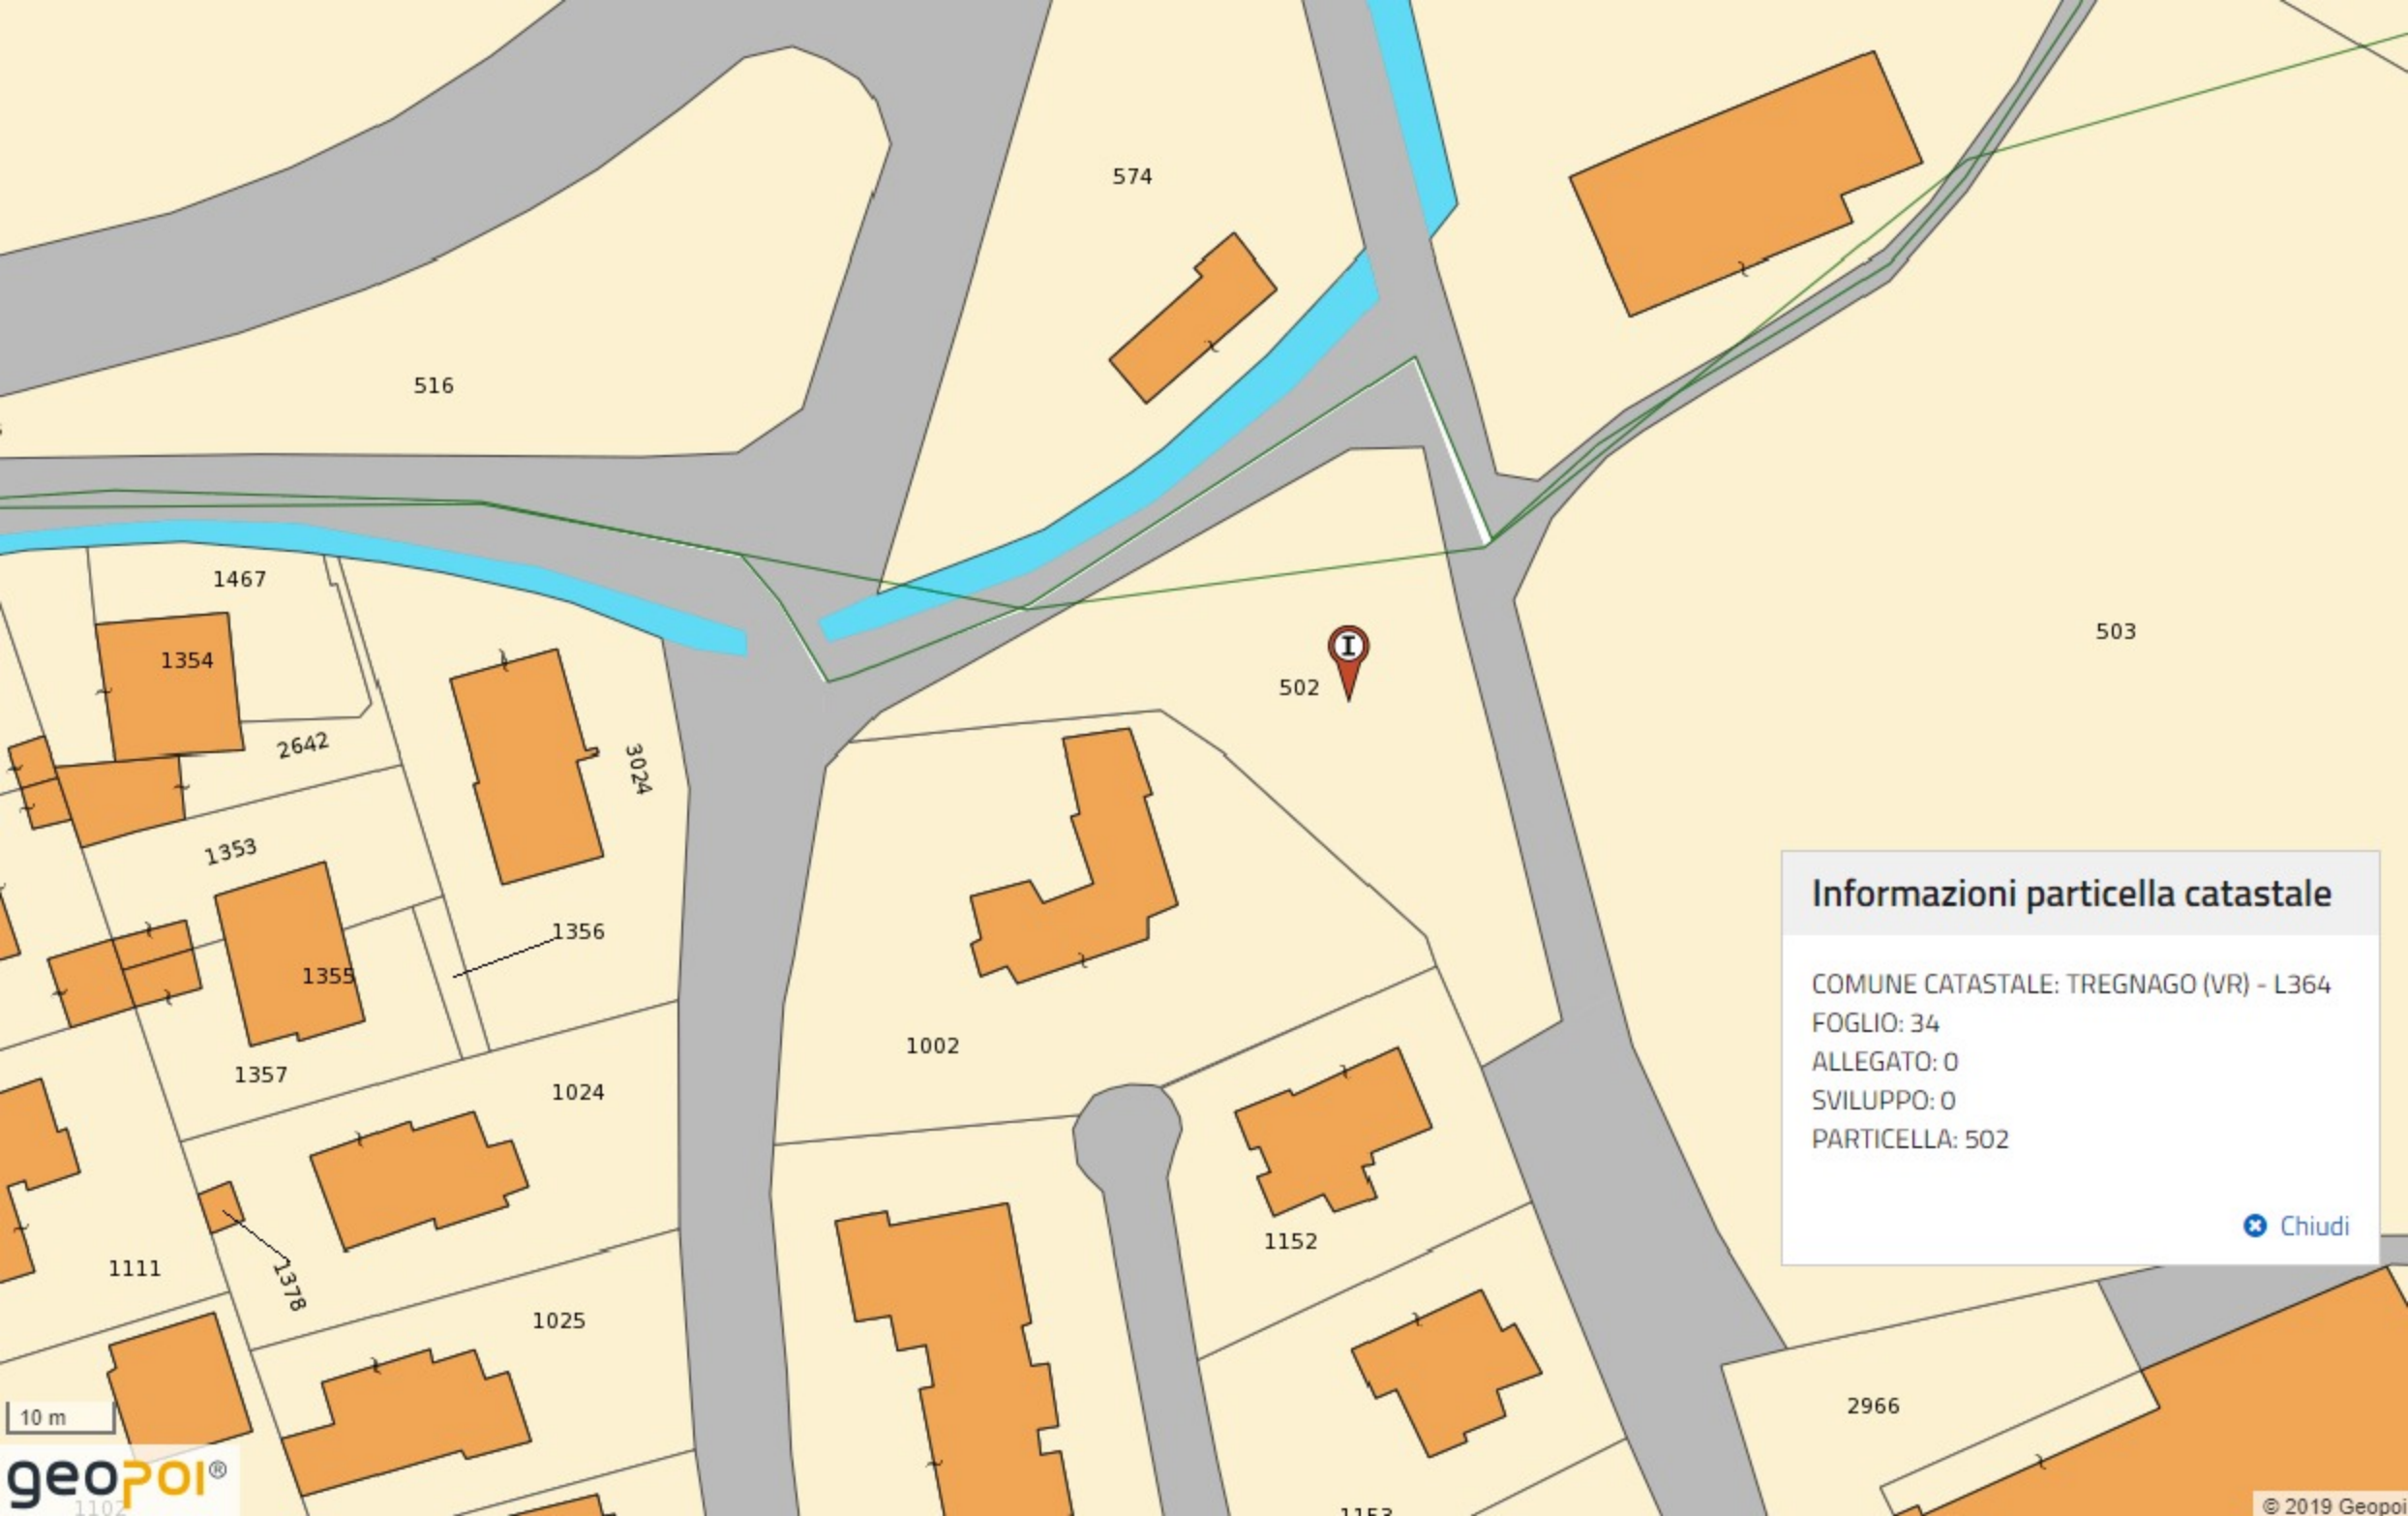 574
516
1467
1354
2642
3024
1353
1355
1356
1357
1024
1111
1378
1025
502
503
1002
1152
2966
1153
1102
I
Informazioni particella catastale
COMUNE CATASTALE: TREGNAGO (VR) - L364
FOGLIO: 34
ALLEGATO: 0
SVILUPPO: 0
PARTICELLA: 502
Chiudi
10 m
geopoi®
© 2019 Geopoi